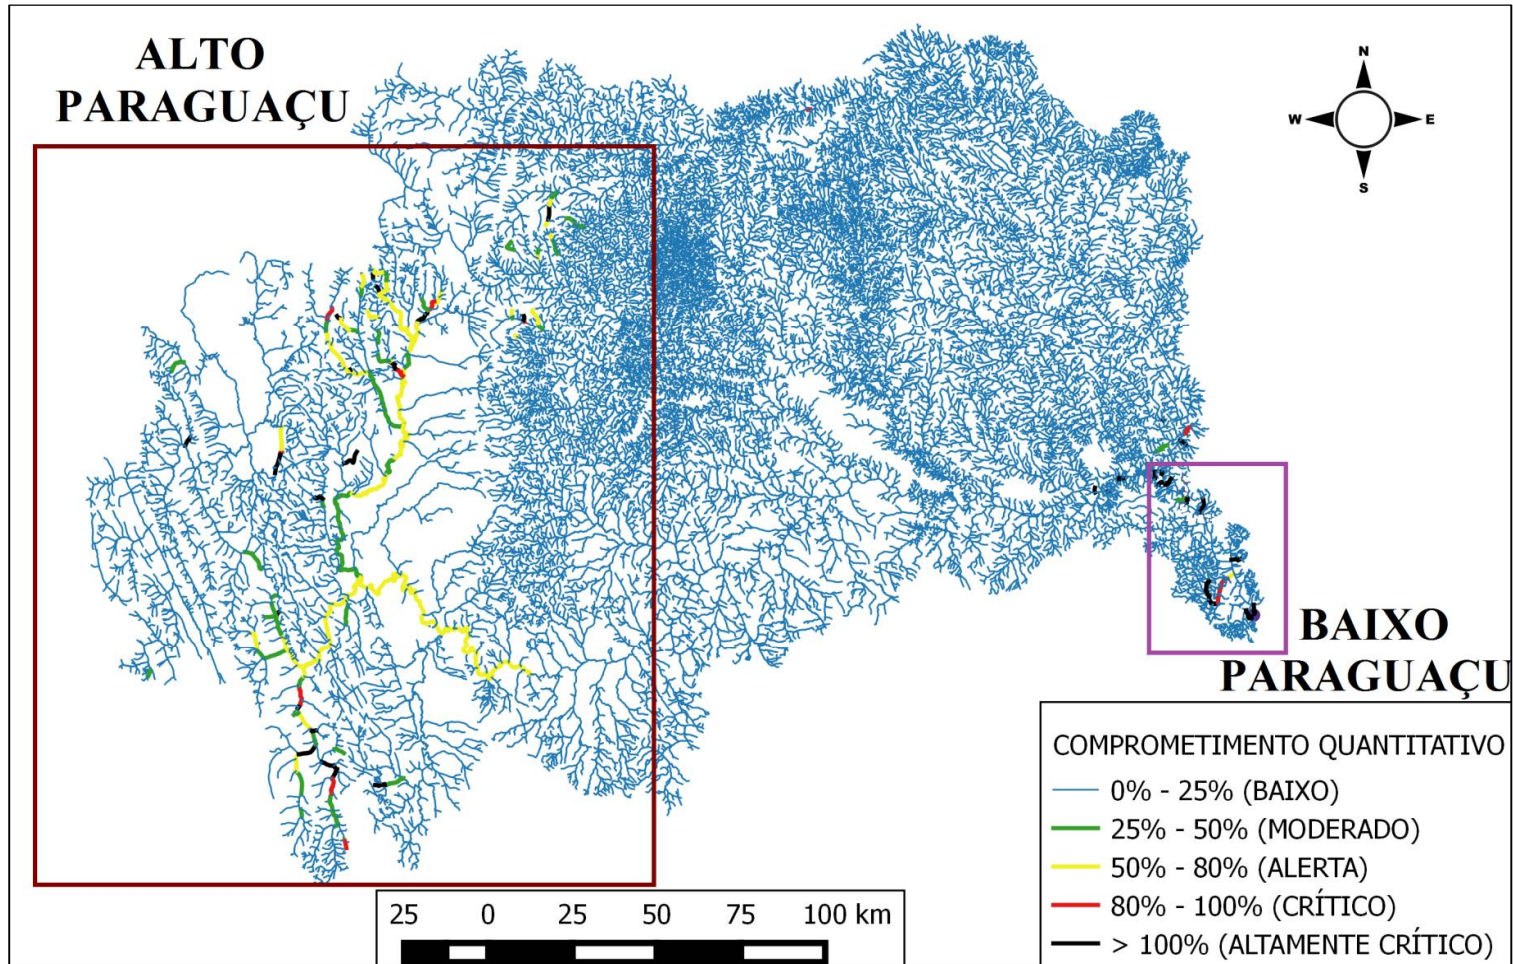 ALTO
PARAGUAÇU
N
W
E
S
BAIXO
PARAGUAÇU
COMPROMETIMENTO QUANTITATIVO
0% - 25% (BAIXO)
25% - 50% (MODERADO)
50% - 80% (ALERTA)
80% - 100% (CRÍTICO)
> 100% (ALTAMENTE CRÍTICO)
25 0 25 50 75 100 km